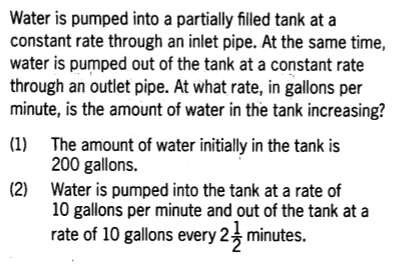 Water is pumped into a partially filled tank at a
constant rate through an inlet pipe. At the same time,
water is pumped out of the tank at a constant rate
through an outlet pipe. At what rate, in gallons per
minute, is the amount of water in the tank increasing?
(1) The amount of water initially in the tank is
200 gallons.
(2) Water is pumped into the tank at a rate of
10 gallons per minute and out of the tank at a
rate of 10 gallons every 2 1/2 minutes.